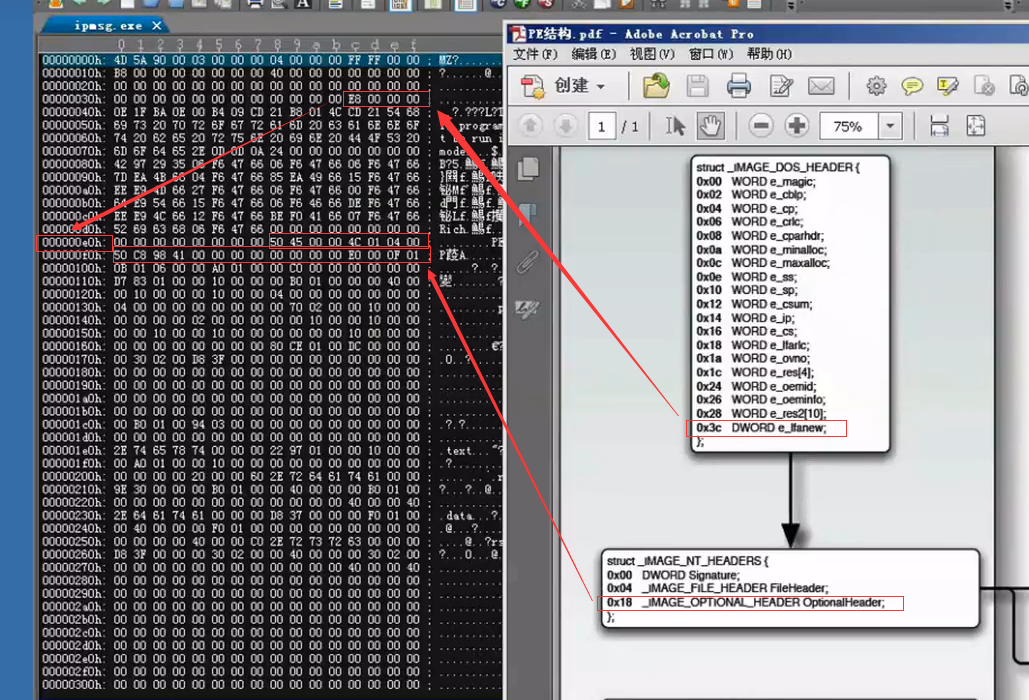 ipmsg.exe
0 1 2 3 4 5 6 7 8 9 a b c d e f
00000000h: 4D 5A 90 00 03 00 00 00 04 00 00 00 FF FF 00 00 ; MZ?
00000010h: B8 00 00 00 00 00 00 00 40 00 00 00 00 00 00 00 ;
00000020h: 00 00 00 00 00 00 00 00 00 00 00 00 00 00 00 00 ;
00000030h: 00 00 00 00 00 00 00 00 00 00 00 00 E8 00 00 00 ;
00000040h: 0E 1F BA 0E 00 B4 09 CD 21 B8 01 4C CD 21 54 68 ;
00000050h: 69 73 20 70 72 6F 67 72 61 6D 20 63 61 6E 6E 6F ;
00000060h: 74 20 62 65 20 72 75 6E 20 69 6E 20 44 4F 53 20 ;
00000070h: 6D 6F 64 65 2E 0D 0D 0A 24 00 00 00 00 00 00 00 ;
00000080h: 42 97 29 35 06 F6 47 66 06 F6 47 66 06 F6 47 66 ;
00000090h: 7D EA 4B 66 04 F6 47 66 85 EA 49 66 15 F6 47 66 ;
000000a0h: EE E9 4D 66 27 F6 47 66 06 F6 47 66 00 F6 47 66 ;
000000b0h: 64 E9 54 66 15 F6 47 66 06 F6 46 66 DE F6 47 66 ;
000000c0h: EE E9 4C 66 12 F6 47 66 BE F0 41 66 07 F6 47 66 ;
000000d0h: 52 69 63 68 06 F6 47 66 00 00 00 00 00 00 00 00 ; Rich.
000000e0h: 00 00 00 00 00 00 00 00 50 45 00 00 4C 01 04 00 ; PE
000000f0h: 50 C8 98 41 00 00 00 00 00 00 00 00 E0 00 0F 01 ;
00000100h: 0B 01 06 00 00 A0 01 00 00 C0 00 00 00 00 00 00 ;
00000110h: D7 83 01 00 00 10 00 00 00 B0 01 00 00 00 40 00 ;
00000120h: 00 10 00 00 00 10 00 00 04 00 00 00 00 00 00 00 ;
00000130h: 04 00 00 00 00 00 00 00 00 70 02 00 00 10 00 00 ;
00000140h: 00 00 00 00 02 00 00 00 00 00 10 00 00 10 00 00 ;
00000150h: 00 00 10 00 00 10 00 00 00 00 00 00 10 00 00 00 ;
00000160h: 00 00 00 00 00 00 00 00 80 CE 01 00 DC 00 00 00 ;
00000170h: 00 30 02 00 D8 3F 00 00 00 00 00 00 00 00 00 00 ;
00000180h: 00 00 00 00 00 00 00 00 00 00 00 00 00 00 00 00 ;
00000190h: 00 00 00 00 00 00 00 00 00 00 00 00 00 00 00 00 ;
000001a0h: 00 00 00 00 00 00 00 00 00 00 00 00 00 00 00 00 ;
000001b0h: 00 00 00 00 00 00 00 00 00 00 00 00 00 00 00 00 ;
000001c0h: 00 B0 01 00 94 03 00 00 00 00 00 00 00 00 00 00 ;
000001d0h: 00 00 00 00 00 00 00 00 00 00 00 00 00 00 00 00 ;
000001e0h: 2E 74 65 78 74 00 00 00 22 97 01 00 00 10 00 00 ; .text
000001f0h: 00 A0 01 00 00 10 00 00 00 00 00 00 00 00 00 00 ;
00000200h: 00 00 00 00 20 00 00 60 2E 72 64 61 74 61 00 00 ;
00000210h: 9E 30 00 00 00 B0 01 00 00 40 00 00 00 B0 01 00 ;
00000220h: 00 00 00 00 00 00 00 00 00 00 00 00 40 00 00 40 ;
00000230h: 2E 64 61 74 61 00 00 00 D8 37 00 00 00 F0 01 00 ; .data
00000240h: 00 40 00 00 00 F0 01 00 00 00 00 00 00 00 00 00 ;
00000250h: 00 00 00 00 40 00 00 C0 2E 72 73 72 63 00 00 00 ;
00000260h: D8 3F 00 00 00 30 02 00 00 40 00 00 00 30 02 00 ;
00000270h: 00 00 00 00 00 00 00 00 00 00 00 00 40 00 00 40 ;
00000280h: 00 00 00 00 00 00 00 00 00 00 00 00 00 00 00 00 ;
00000290h: 00 00 00 00 00 00 00 00 00 00 00 00 00 00 00 00 ;
000002a0h: 00 00 00 00 00 00 00 00 00 00 00 00 00 00 00 00 ;
000002b0h: 00 00 00 00 00 00 00 00 00 00 00 00 00 00 00 00 ;
000002c0h: 00 00 00 00 00 00 00 00 00 00 00 00 00 00 00 00 ;
000002d0h: 00 00 00 00 00 00 00 00 00 00 00 00 00 00 00 00 ;
000002e0h: 00 00 00 00 00 00 00 00 00 00 00 00 00 00 00 00 ;
000002f0h: 00 00 00 00 00 00 00 00 00 00 00 00 00 00 00 00 ;
00000300h: 00 00 00 00 00 00 00 00 00 00 00 00 00 00 00 00 ;
PE结构.pdf - Adobe Acrobat Pro
文件(F) 编辑(E) 视图(V) 窗口(W) 帮助(H)
创建
1 / 1 75%
struct _IMAGE_DOS_HEADER {
0x00 WORD e_magic;
0x02 WORD e_cblp;
0x04 WORD e_cp;
0x06 WORD e_crlc;
0x08 WORD e_cparhdr;
0x0a WORD e_minalloc;
0x0c WORD e_maxalloc;
0x0e WORD e_ss;
0x10 WORD e_sp;
0x12 WORD e_csum;
0x14 WORD e_ip;
0x16 WORD e_cs;
0x18 WORD e_lfarlc;
0x1a WORD e_ovno;
0x1c WORD e_res[4];
0x24 WORD e_oemid;
0x26 WORD e_oeminfo;
0x28 WORD e_res2[10];
0x3c DWORD e_lfanew;
};
struct _IMAGE_NT_HEADERS {
0x00 DWORD Signature;
0x04 _IMAGE_FILE_HEADER FileHeader;
0x18 _IMAGE_OPTIONAL_HEADER OptionalHeader;
};